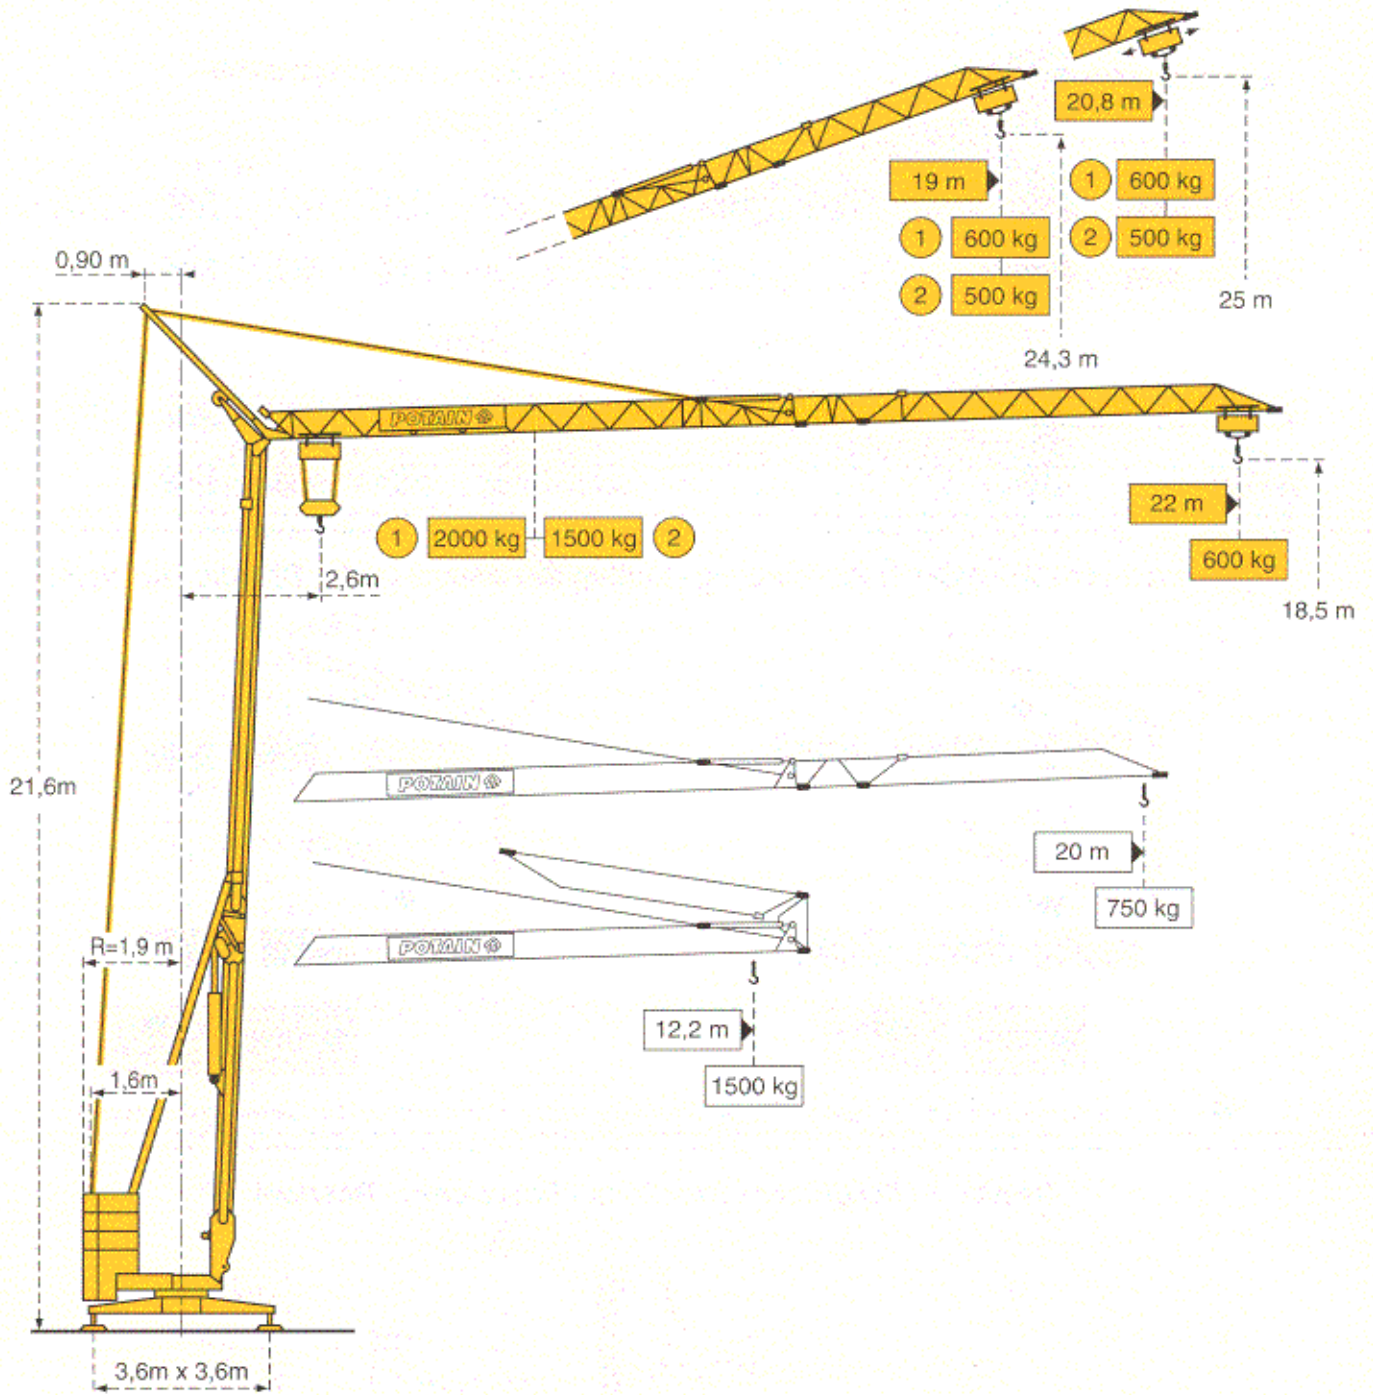 20,8 m
19 m
1 600 kg
2 500 kg
25 m
1 600 kg
2 500 kg
24,3 m
0,90 m
POTAIN
22 m
1 2000 kg 1500 kg 2
600 kg
2,6m
18,5 m
21,6m
POTAIN
20 m
750 kg
R=1,9 m
POTAIN
12,2 m
1500 kg
1,6m
3,6m x 3,6m